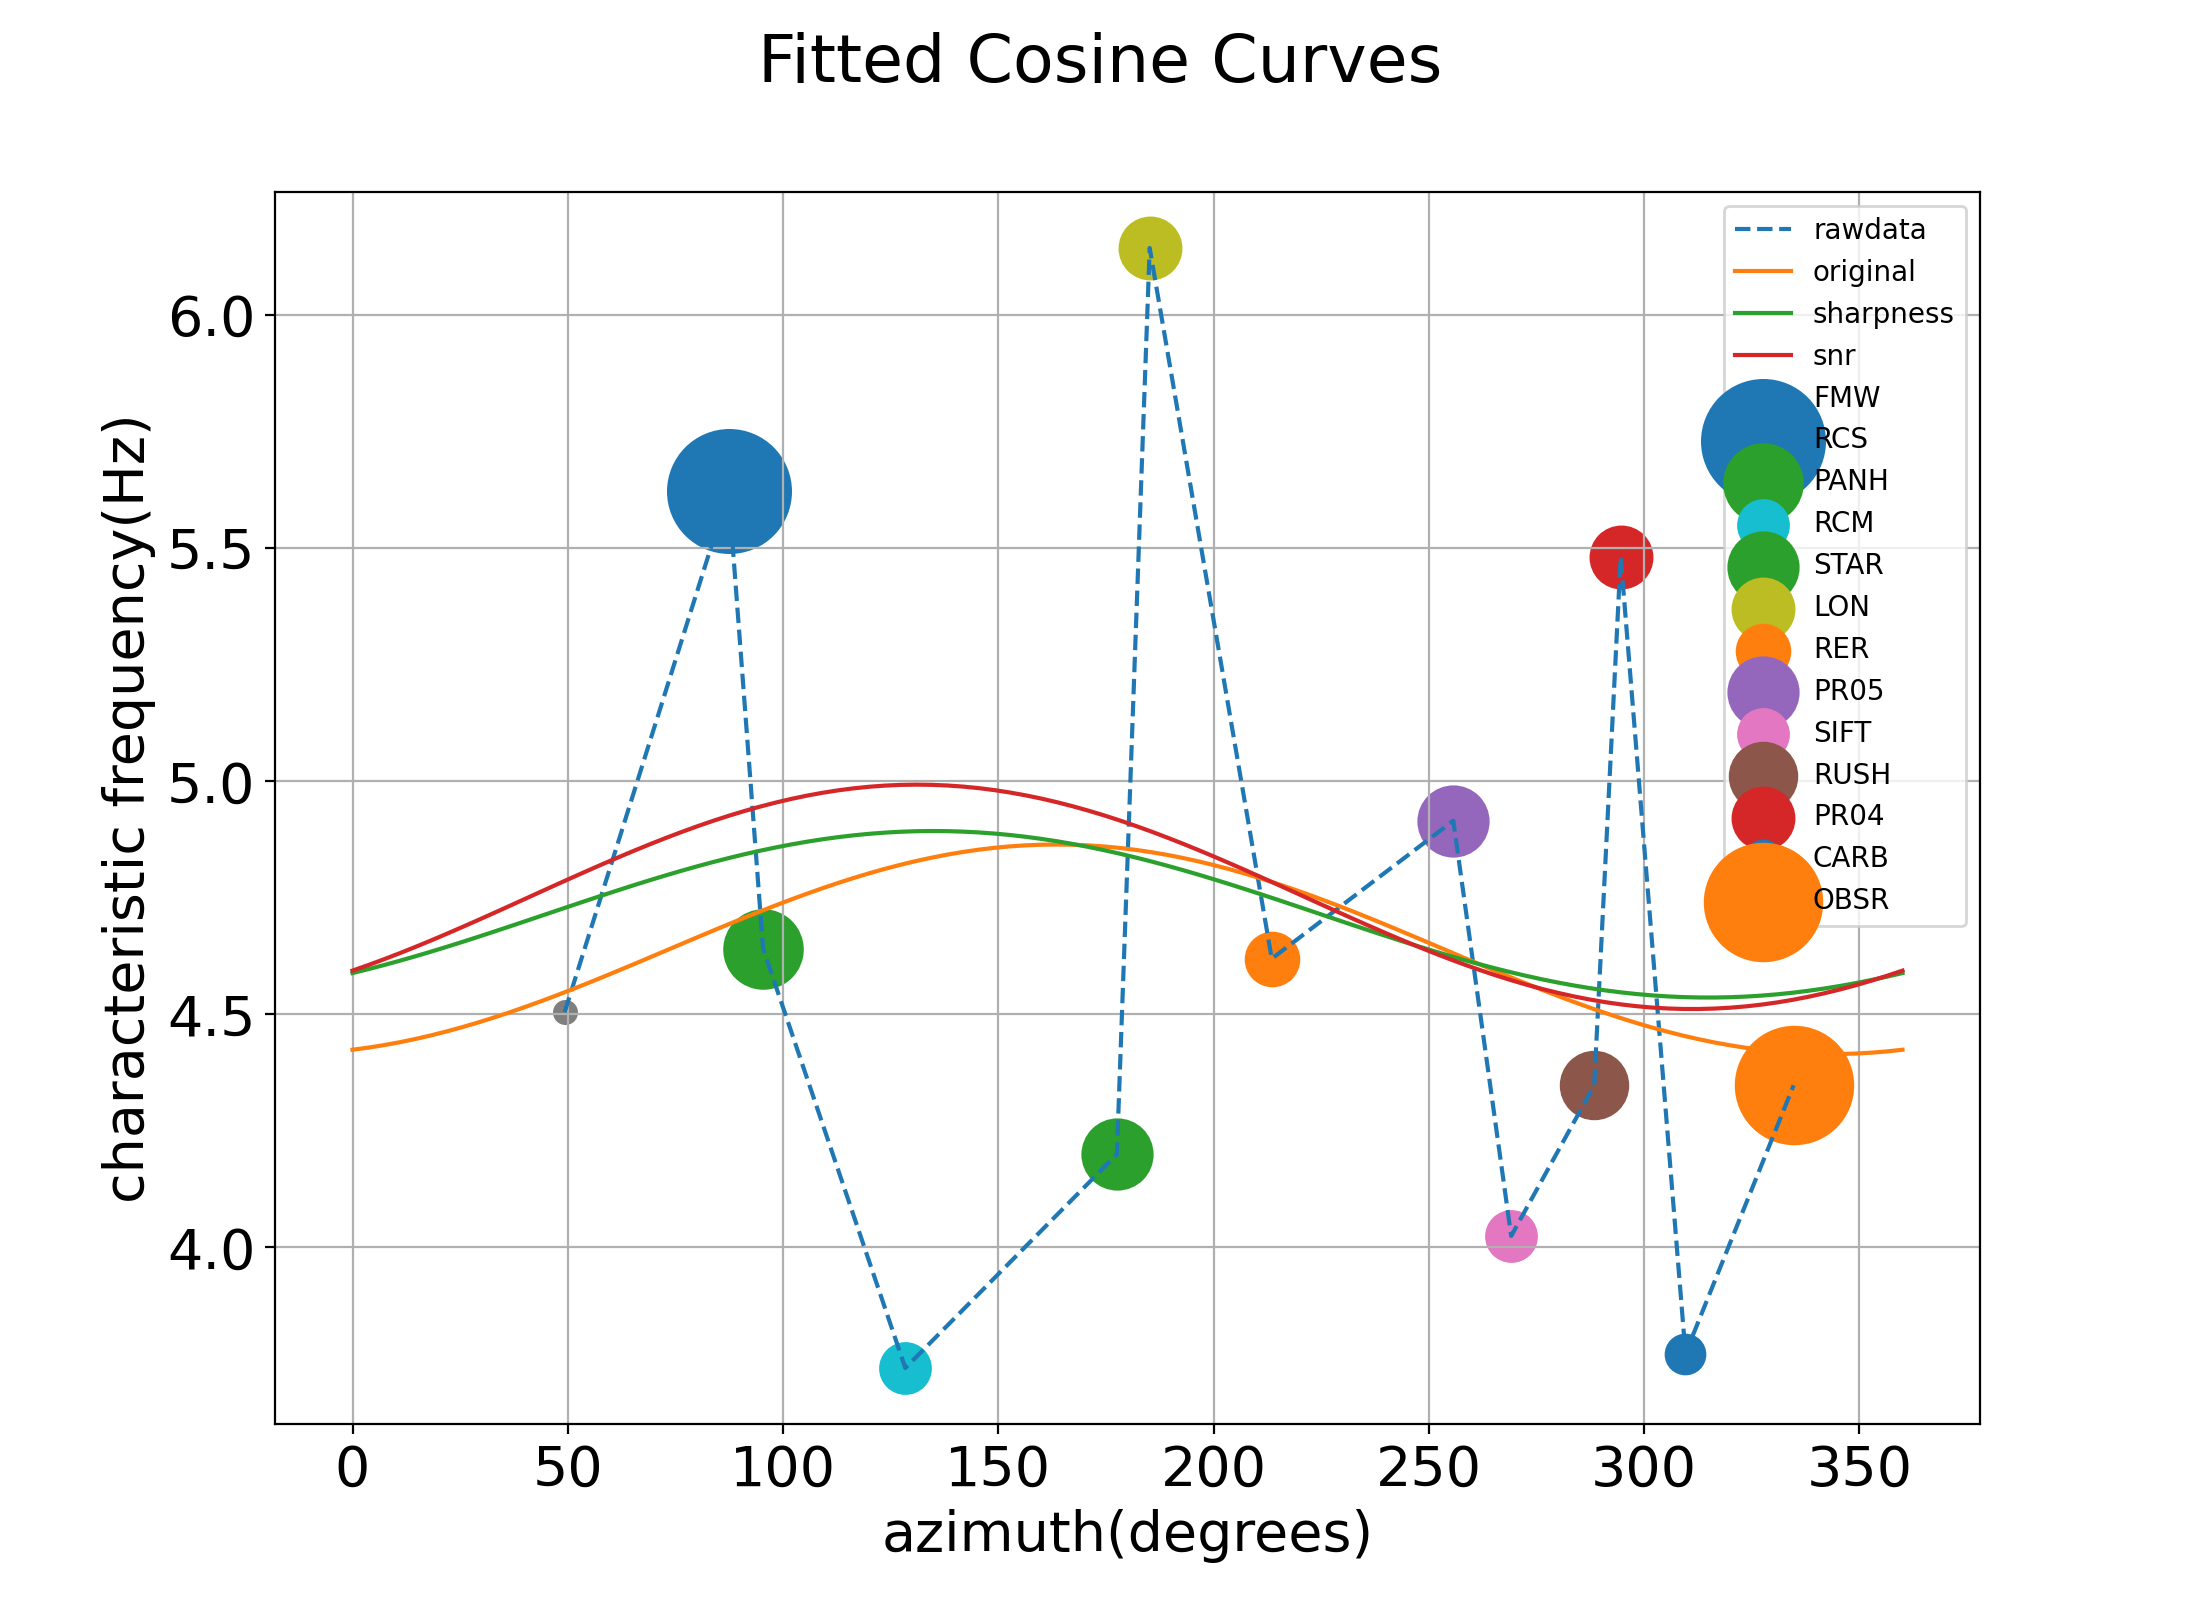 Fitted Cosine Curves
characteristic frequency(Hz)
6.0
5.5
5.0
4.5
4.0
rawdata
original
sharpness
snr
FMW
RCS
PANH
RCM
STAR
LON
RER
PR05
SIFT
RUSH
PR04
CARB
OBSR
0 50 100 150 200 250 300 350
azimuth(degrees)